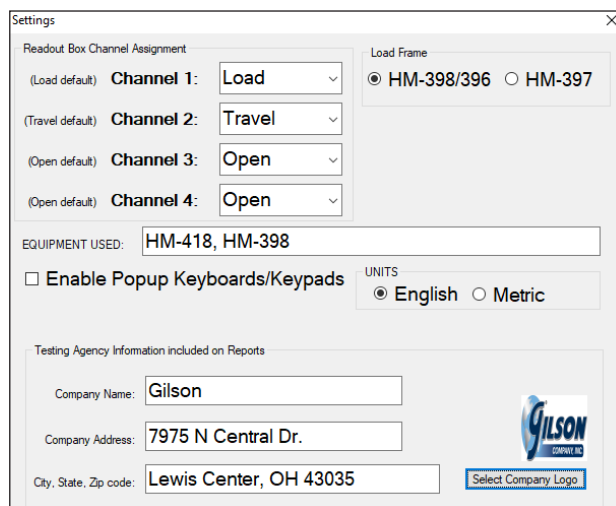 Settings
Readout Box Channel Assignment
(Load default) Channel 1: Load
(Travel default) Channel 2: Travel
(Open default) Channel 3: Open
(Open default) Channel 4: Open
Load Frame
HM-398/396 HM-397
EQUIPMENT USED: HM-418, HM-398
Enable Popup Keyboards/Keypads
UNITS
English Metric
Testing Agency Information included on Reports
Company Name: Gilson
Company Address: 7975 N Central Dr.
City, State, Zip code: Lewis Center, OH 43035
GILSON
COMPANY, INC.
Select Company Logo